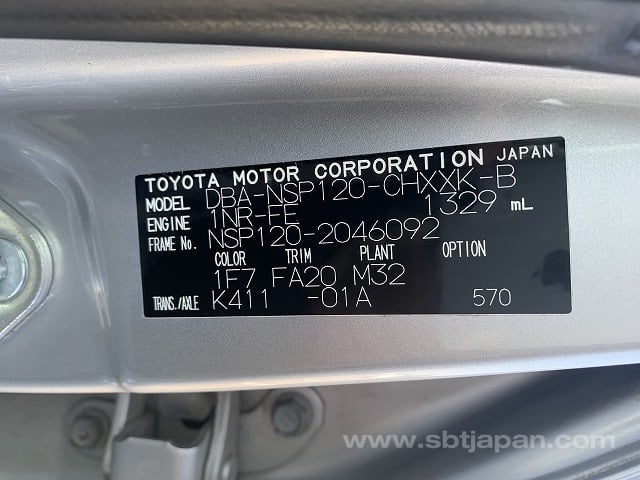 TOYOTA MOTOR CORPORATION JAPAN
MODEL DBA-NSP120-CHXXK-B
ENGINE 1NR-FE 1329 mL
FRAME No. NSP120-2046092
COLOR TRIM PLANT OPTION
1F7 FA20 M32
TRANS./AXLE K411 -01A 570
www.sbtjapan.com